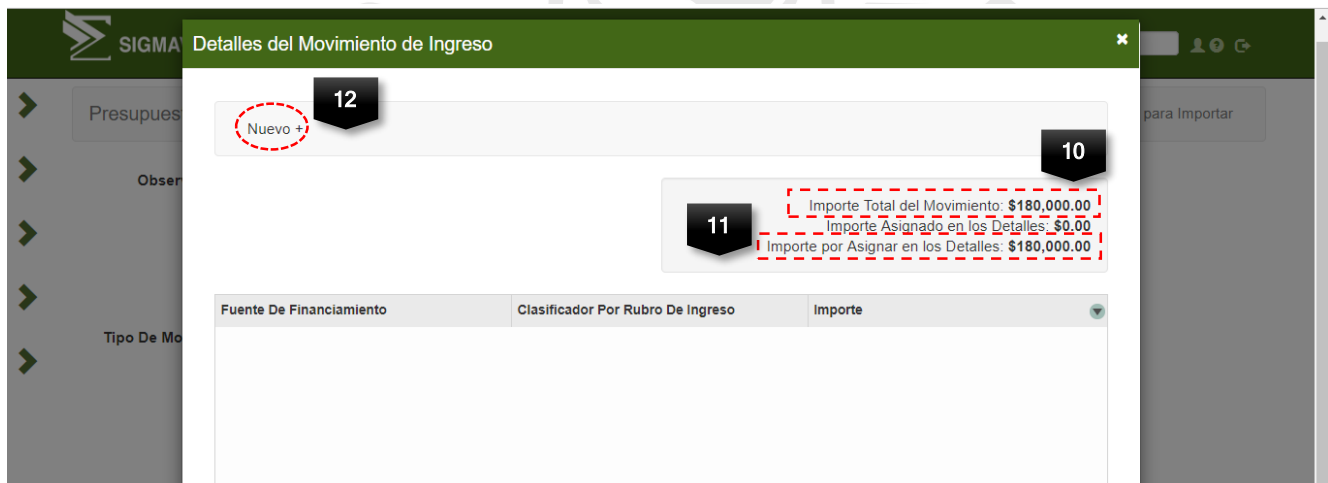 SIGMA
Detalles del Movimiento de Ingreso
12
Presupues
Nuevo +
para Importar
10
Obser
Importe Total del Movimiento: $180,000.00
11
Importe Asignado en los Detalles: $0.00
Importe por Asignar en los Detalles: $180,000.00
Fuente De Financiamiento Clasificador Por Rubro De Ingreso Importe
Tipo De Mo